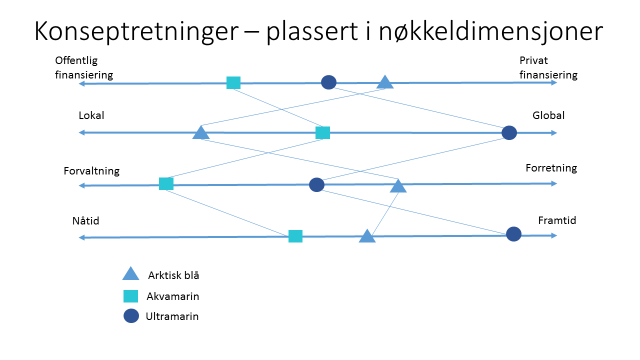 Konseptretninger – plassert i nøkkeldimensjoner
Offentlig
finansiering
Privat
finansiering
Lokal
Global
Forvaltning
Forretning
Nåtid
Framtid
Arktisk blå
Akvamarin
Ultramarin